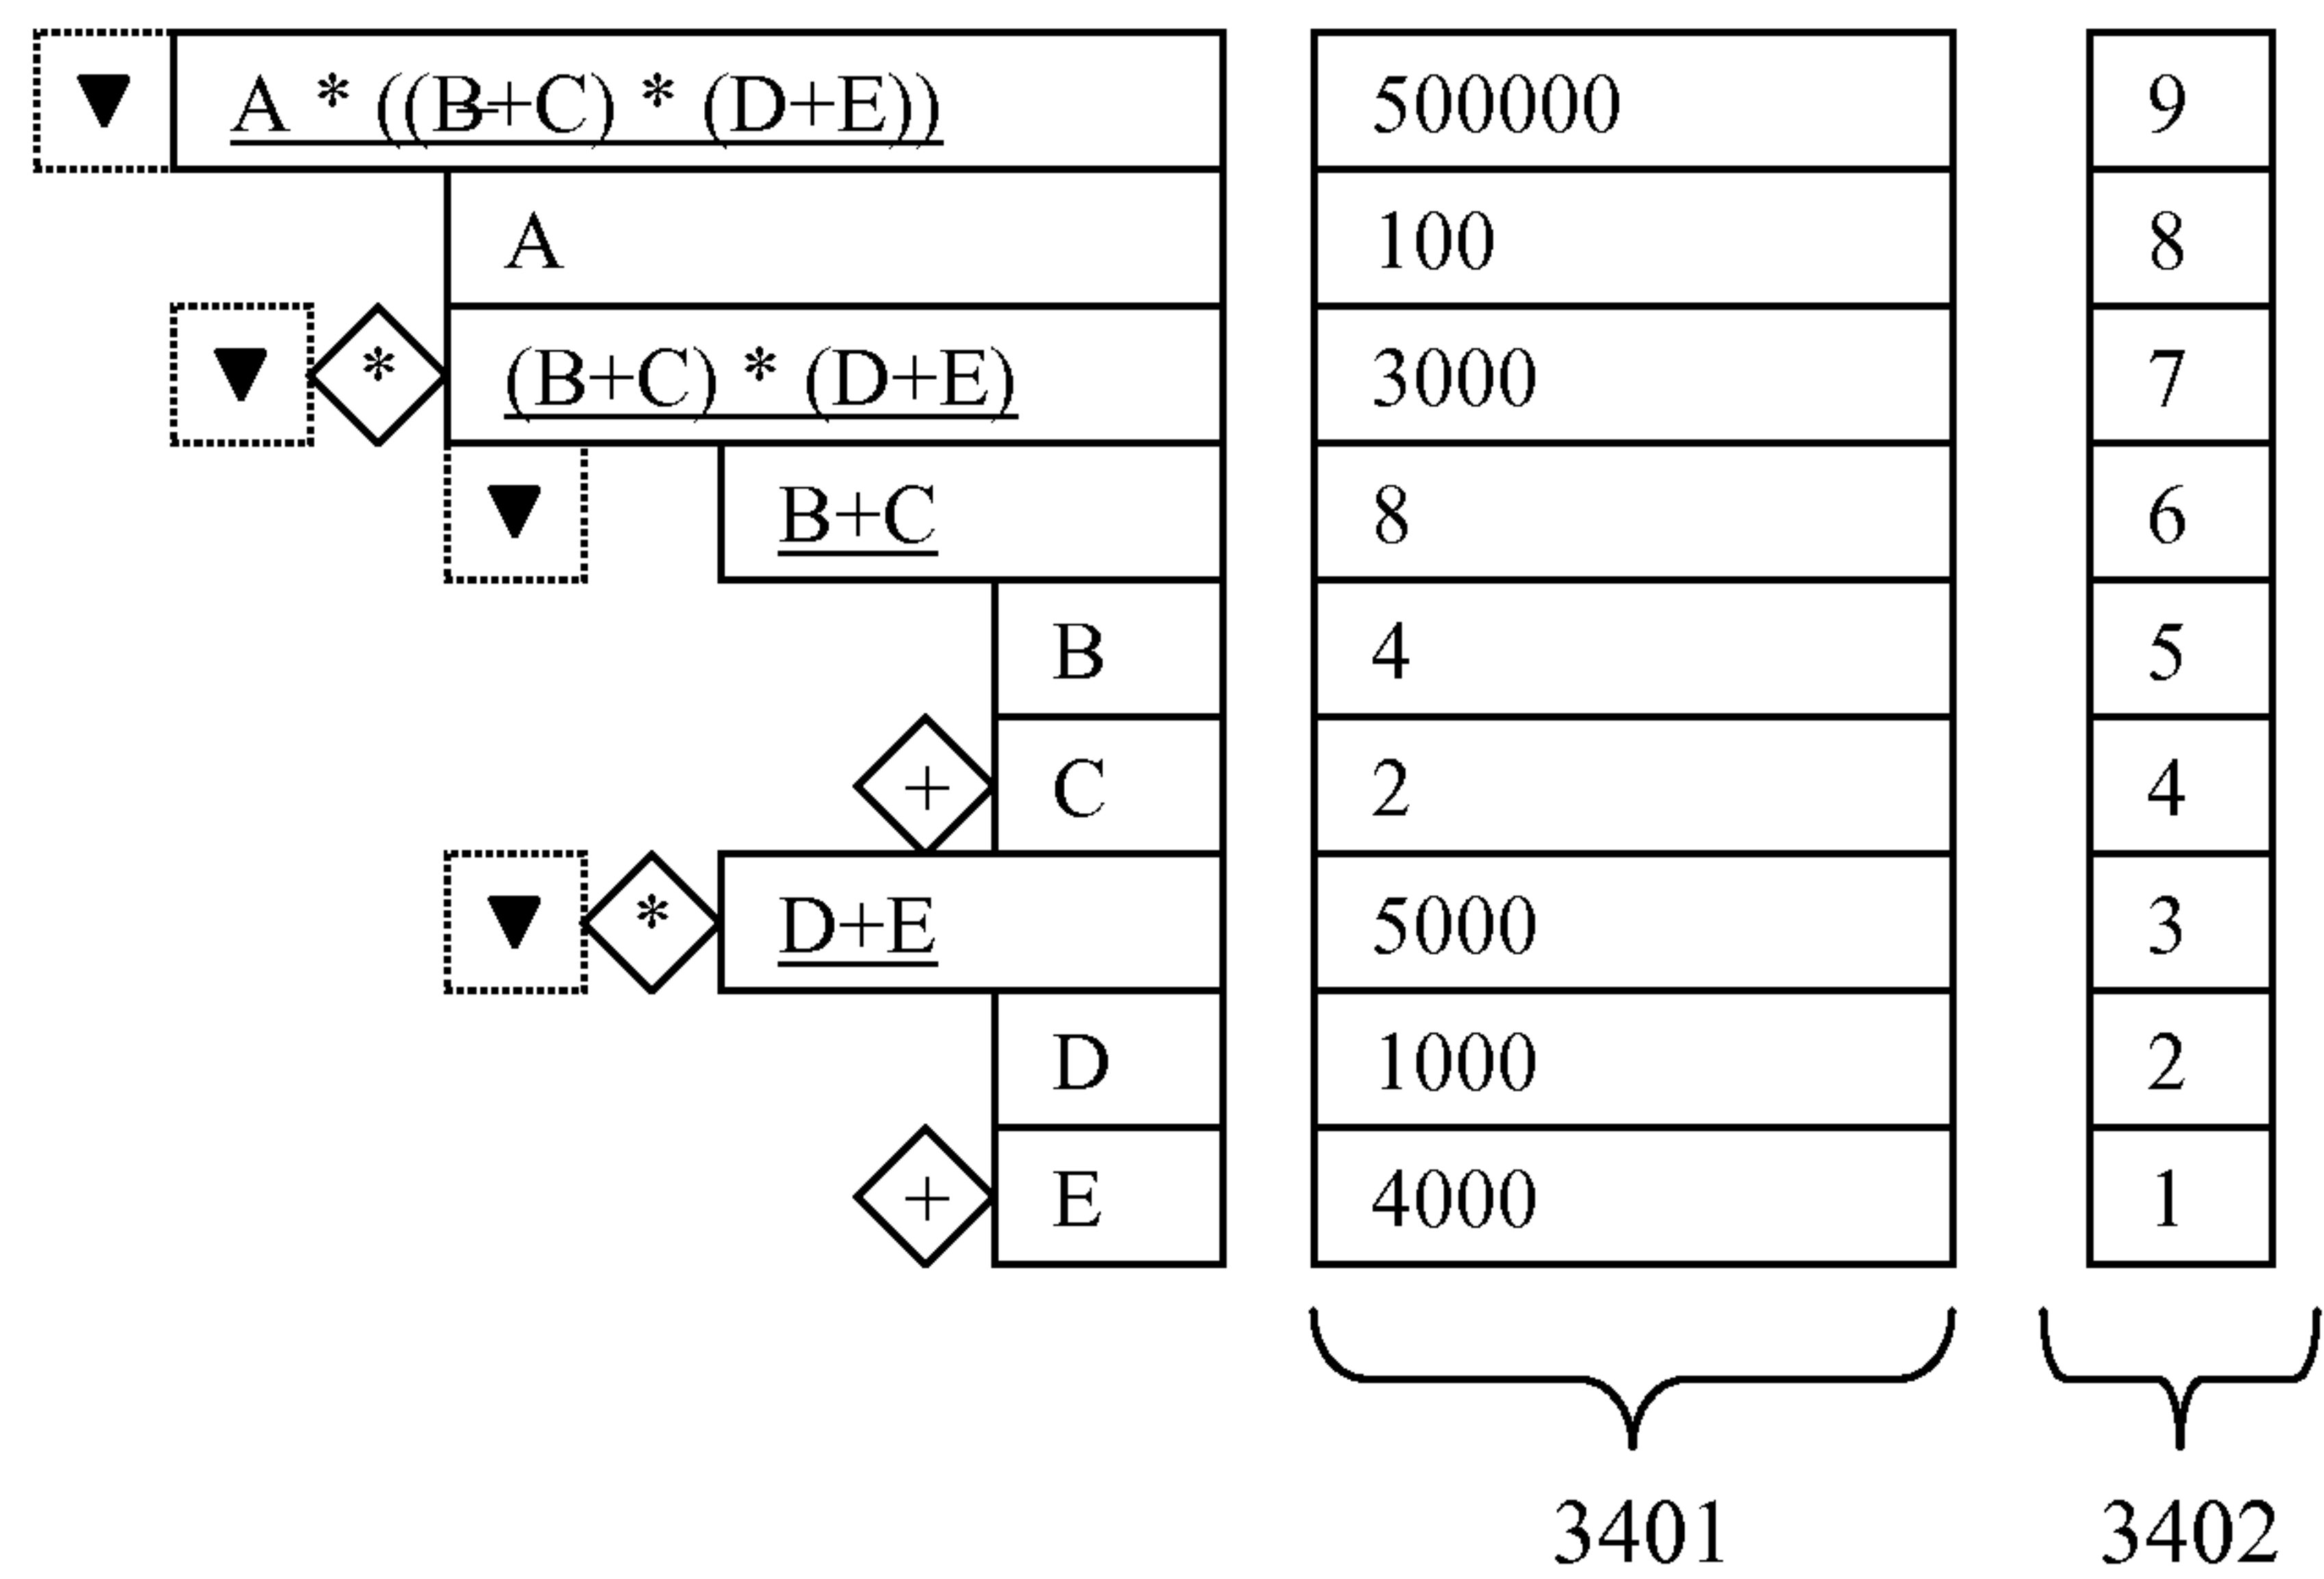 ▼ A * ((B+C) * (D+E)) 500000 9
A 100 8
▼ * (B+C) * (D+E) 3000 7
▼ B+C 8 6
B 4 5
+ C 2 4
▼ * D+E 5000 3
D 1000 2
+ E 4000 1
3401 3402